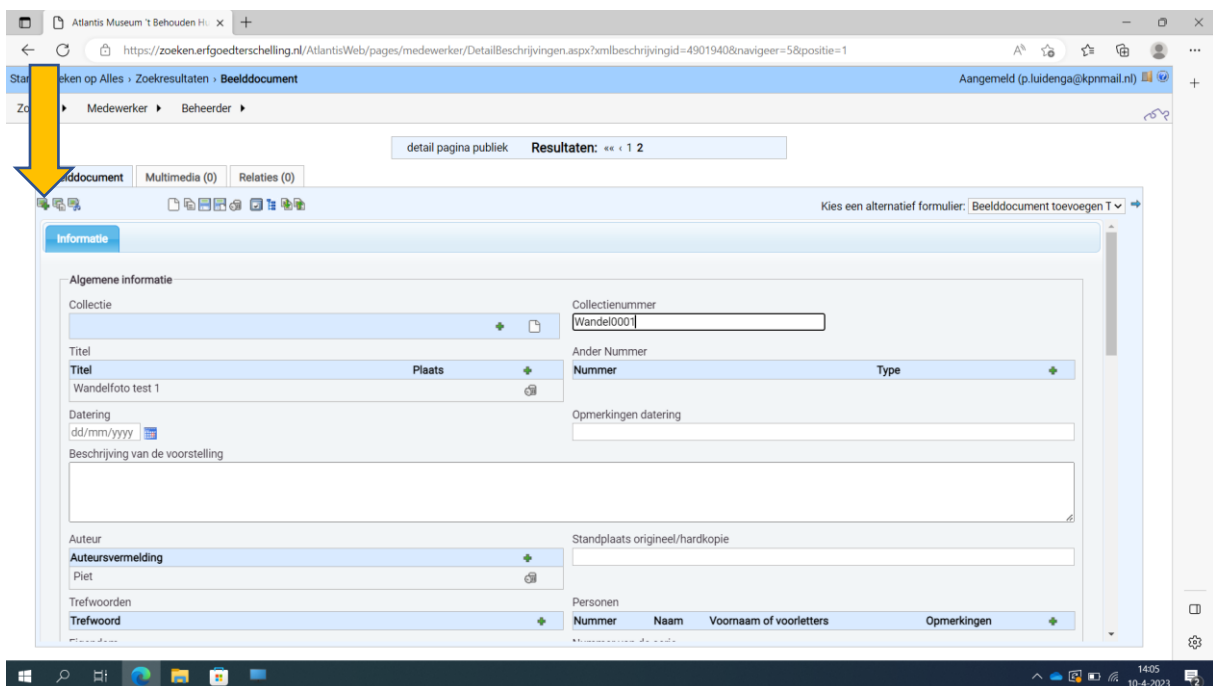 Atlantis Museum 't Behouden Hu
https://zoeken.erfgoedterschelling.nl/AtlantisWeb/pages/medewerker/DetailBeschrijvingen.aspx?xmlbeschrijvingid=4901940&navigeer=5&positie=1
Star eken op Alles › Zoekresultaten › Beelddocument
Aangemeld (p.luidenga@kpnmail.nl)
Zo Medewerker Beheerder
detail pagina publiek Resultaten: «« ‹ 1 2
elddocument Multimedia (0) Relaties (0)
Kies een alternatief formulier: Beelddocument toevoegen T
Informatie
Algemene informatie
Collectie Collectienummer
Wandel0001
Titel Ander Nummer
Titel Plaats Nummer Type
Wandelfoto test 1
Datering Opmerkingen datering
dd/mm/yyyy
Beschrijving van de voorstelling
Auteur Standplaats origineel/hardkopie
Auteursvermelding
Piet
Trefwoorden Personen
Trefwoord Nummer Naam Voornaam of voorletters Opmerkingen
14:05
10-4-2023